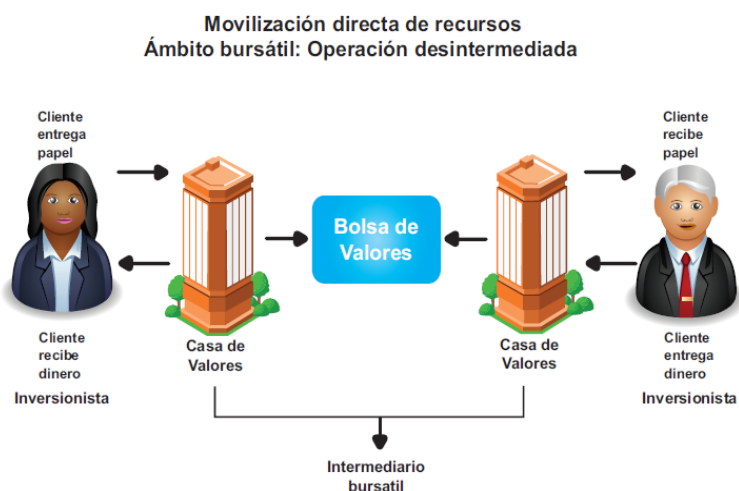 Movilización directa de recursos
Ámbito bursátil: Operación desintermediada
Cliente
entrega
papel
Cliente
recibe
papel
Bolsa de
Valores
Cliente
recibe
dinero
Inversionista
Casa de
Valores
Casa de
Valores
Cliente
entrega
dinero
Inversionista
Intermediario
bursatil